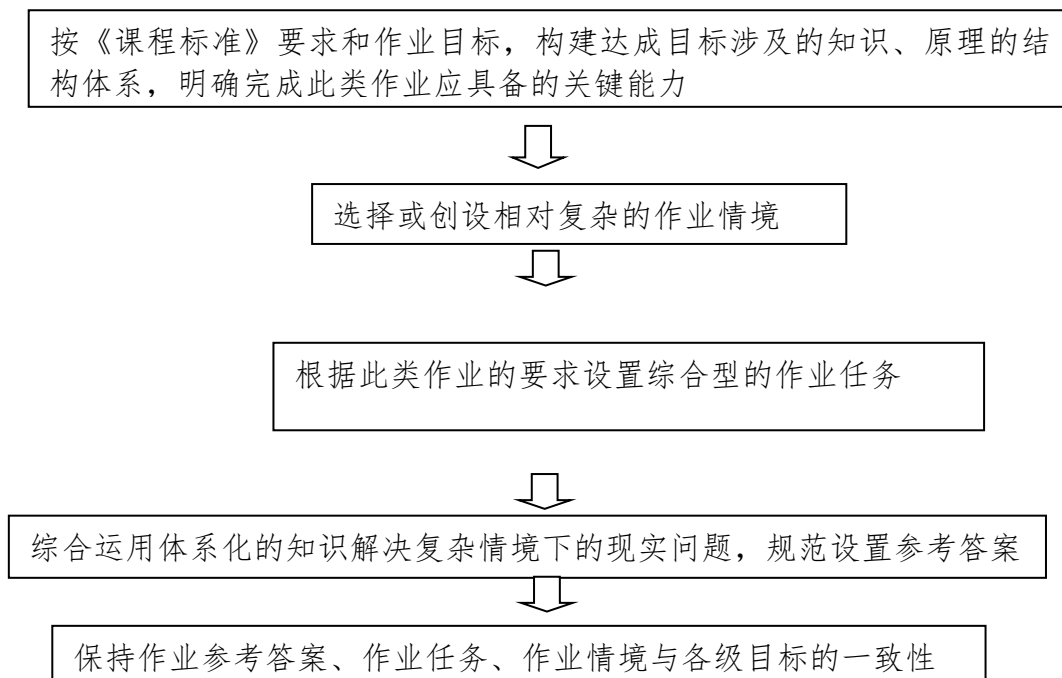 按《课程标准》要求和作业目标，构建达成目标涉及的知识、原理的结
构体系，明确完成此类作业应具备的关键能力
选择或创设相对复杂的作业情境
根据此类作业的要求设置综合型的作业任务
综合运用体系化的知识解决复杂情境下的现实问题，规范设置参考答案
保持作业参考答案、作业任务、作业情境与各级目标的一致性